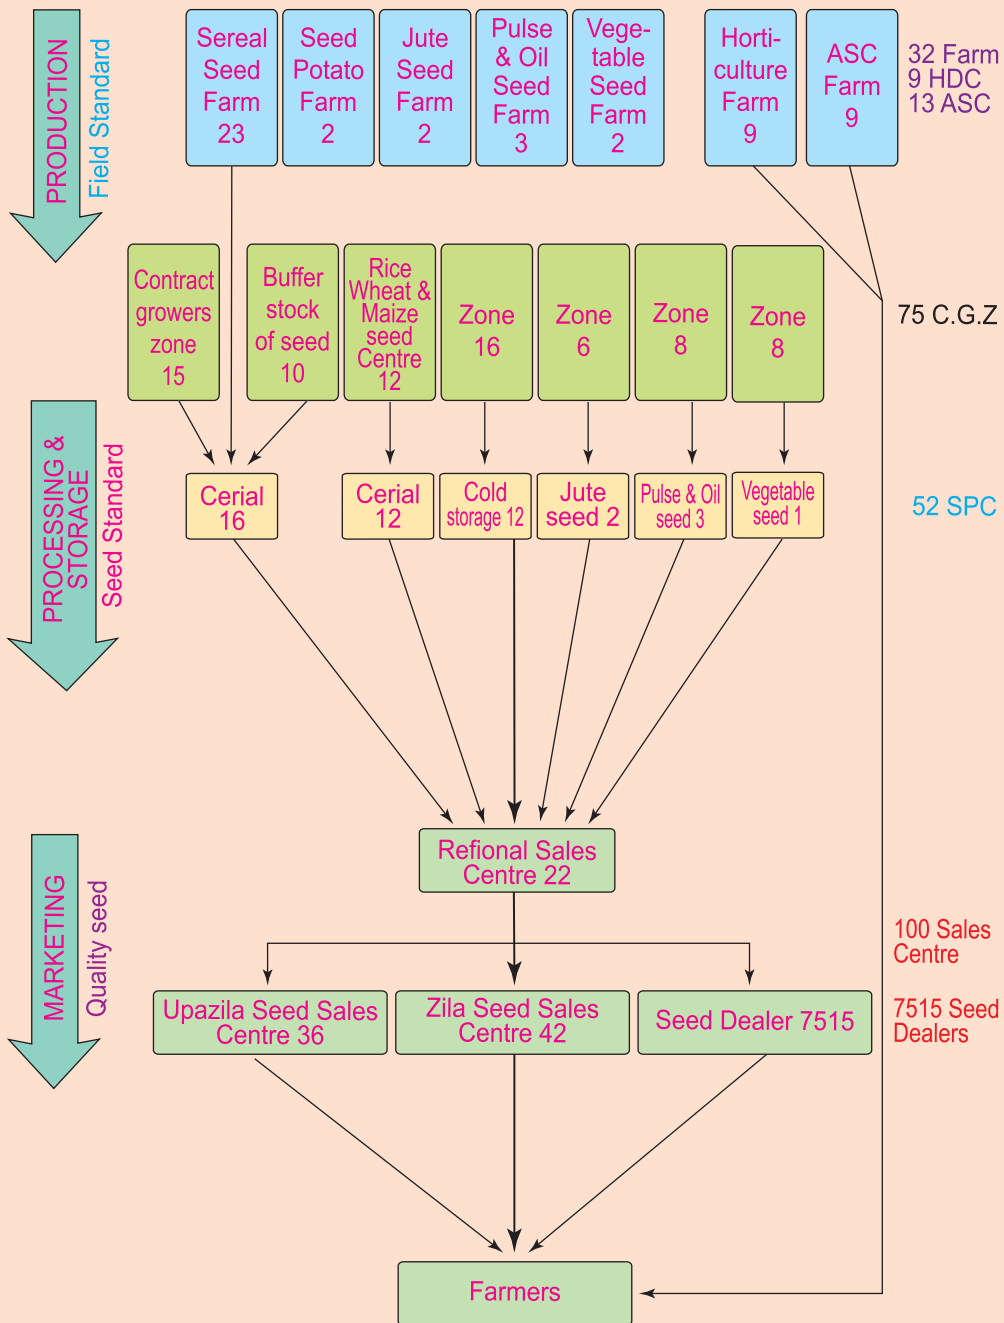 PRODUCTION
Field Standard
Sereal
Seed
Farm
23
Seed
Potato
Farm
2
Jute
Seed
Farm
2
Pulse
& Oil
Seed
Farm
3
Vege-
table
Seed
Farm
2
Horti-
culture
Farm
9
ASC
Farm
9
32 Farm
9 HDC
13 ASC
Contract
growers
zone
15
Buffer
stock
of seed
10
Rice
Wheat &
Maize
seed
Centre
12
Zone
16
Zone
6
Zone
8
Zone
8
75 C.G.Z
PROCESSING &
STORAGE
Seed Standard
Cerial
16
Cerial
12
Cold
storage 12
Jute
seed 2
Pulse & Oil
seed 3
Vegetable
seed 1
52 SPC
MARKETING
Quality seed
Refional Sales
Centre 22
100 Sales
Centre
Upazila Seed Sales
Centre 36
Zila Seed Sales
Centre 42
Seed Dealer 7515
7515 Seed
Dealers
Farmers